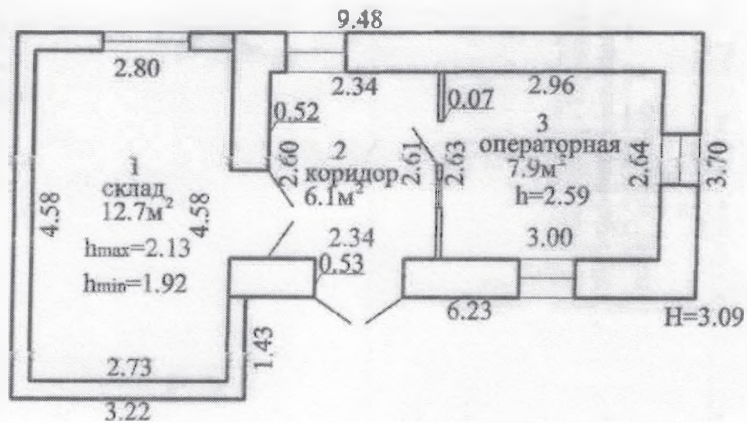 9.48
2.80
2.34
2.96
0.52
0.07
1
склад
12.7м²
4.58
4.58
hmax=2.13
hmin=1.92
2.60
2
коридор
6.1м²
2.61
2.63
3
операторная
7.9м²
h=2.59
2.64
3.70
2.34
0.53
3.00
6.23
H=3.09
2.73
1.43
3.22